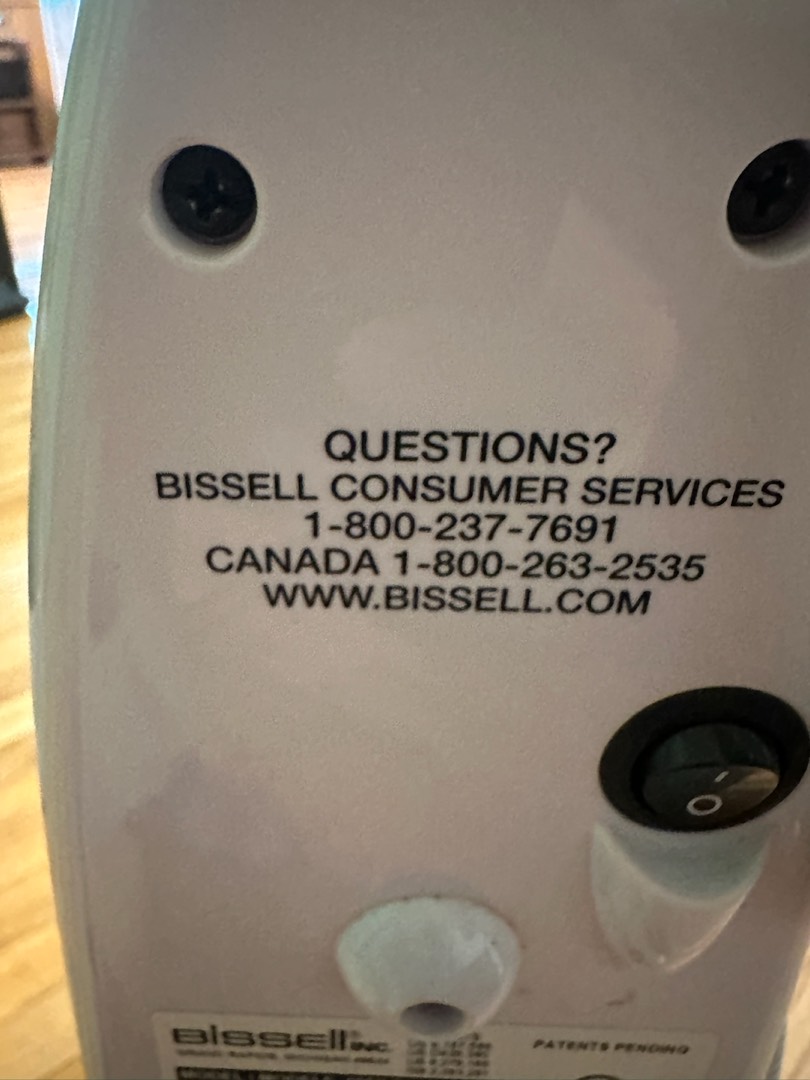 QUESTIONS?
BISSELL CONSUMER SERVICES
1-800-237-7691
CANADA 1-800-263-2535
WWW.BISSELL.COM
BISSELL INC.
PATENTS PENDING